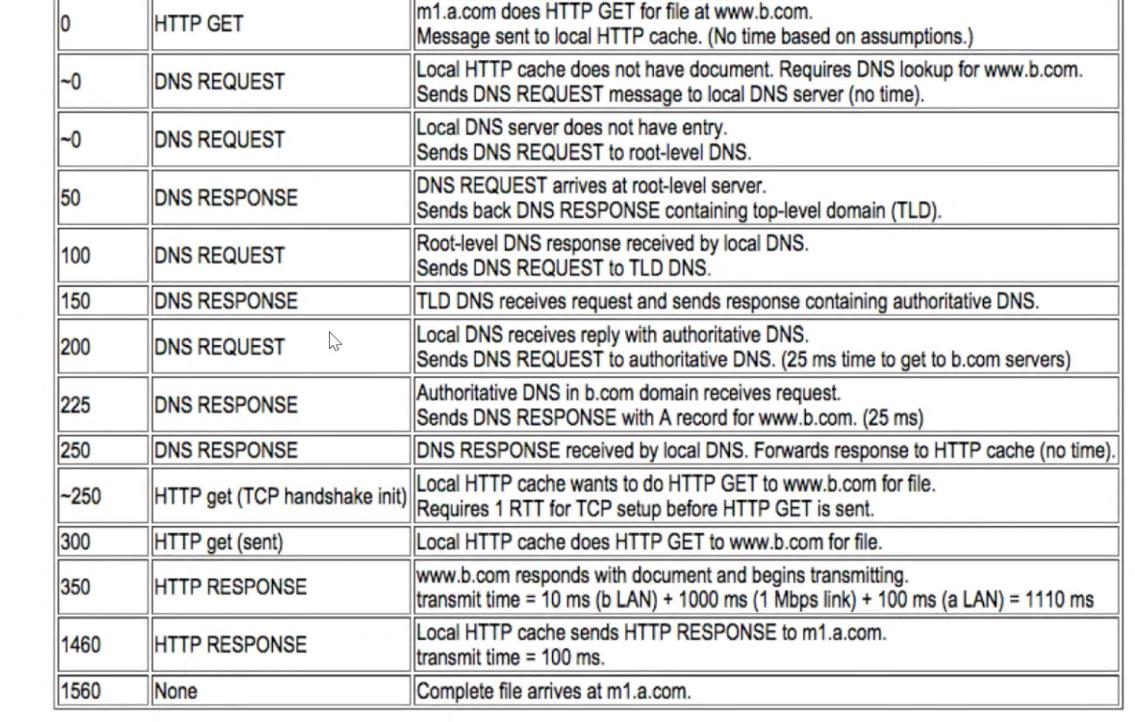 0
HTTP GET
m1.a.com does HTTP GET for file at www.b.com.
Message sent to local HTTP cache. (No time based on assumptions.)
~0
DNS REQUEST
Local HTTP cache does not have document. Requires DNS lookup for www.b.com.
Sends DNS REQUEST message to local DNS server (no time).
~0
DNS REQUEST
Local DNS server does not have entry.
Sends DNS REQUEST to root-level DNS.
50
DNS RESPONSE
DNS REQUEST arrives at root-level server.
Sends back DNS RESPONSE containing top-level domain (TLD).
100
DNS REQUEST
Root-level DNS response received by local DNS.
Sends DNS REQUEST to TLD DNS.
150
DNS RESPONSE
TLD DNS receives request and sends response containing authoritative DNS.
200
DNS REQUEST
Local DNS receives reply with authoritative DNS.
Sends DNS REQUEST to authoritative DNS. (25 ms time to get to b.com servers)
225
DNS RESPONSE
Authoritative DNS in b.com domain receives request.
Sends DNS RESPONSE with A record for www.b.com. (25 ms)
250
DNS RESPONSE
DNS RESPONSE received by local DNS. Forwards response to HTTP cache (no time).
~250
HTTP get (TCP handshake init)
Local HTTP cache wants to do HTTP GET to www.b.com for file.
Requires 1 RTT for TCP setup before HTTP GET is sent.
300
HTTP get (sent)
Local HTTP cache does HTTP GET to www.b.com for file.
350
HTTP RESPONSE
www.b.com responds with document and begins transmitting.
transmit time = 10 ms (b LAN) + 1000 ms (1 Mbps link) + 100 ms (a LAN) = 1110 ms
1460
HTTP RESPONSE
Local HTTP cache sends HTTP RESPONSE to m1.a.com.
transmit time = 100 ms.
1560
None
Complete file arrives at m1.a.com.